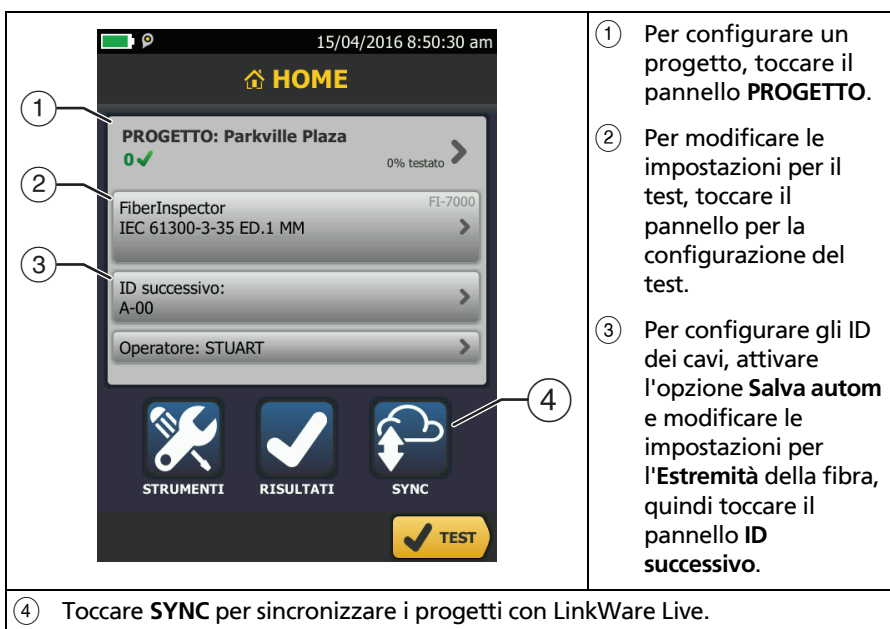 15/04/2016 8:50:30 am
HOME
PROGETTO: Parkville Plaza
0
0% testato
FiberInspector
FI-7000
IEC 61300-3-35 ED.1 MM
ID successivo:
A-00
Operatore: STUART
STRUMENTI
RISULTATI
SYNC
TEST
1
2
3
4
1 Per configurare un
progetto, toccare il
pannello PROGETTO.
2 Per modificare le
impostazioni per il
test, toccare il
pannello per la
configurazione del
test.
3 Per configurare gli ID
dei cavi, attivare
l'opzione Salva autom
e modificare le
impostazioni per
l'Estremità della fibra,
quindi toccare il
pannello ID
successivo.
4 Toccare SYNC per sincronizzare i progetti con LinkWare Live.